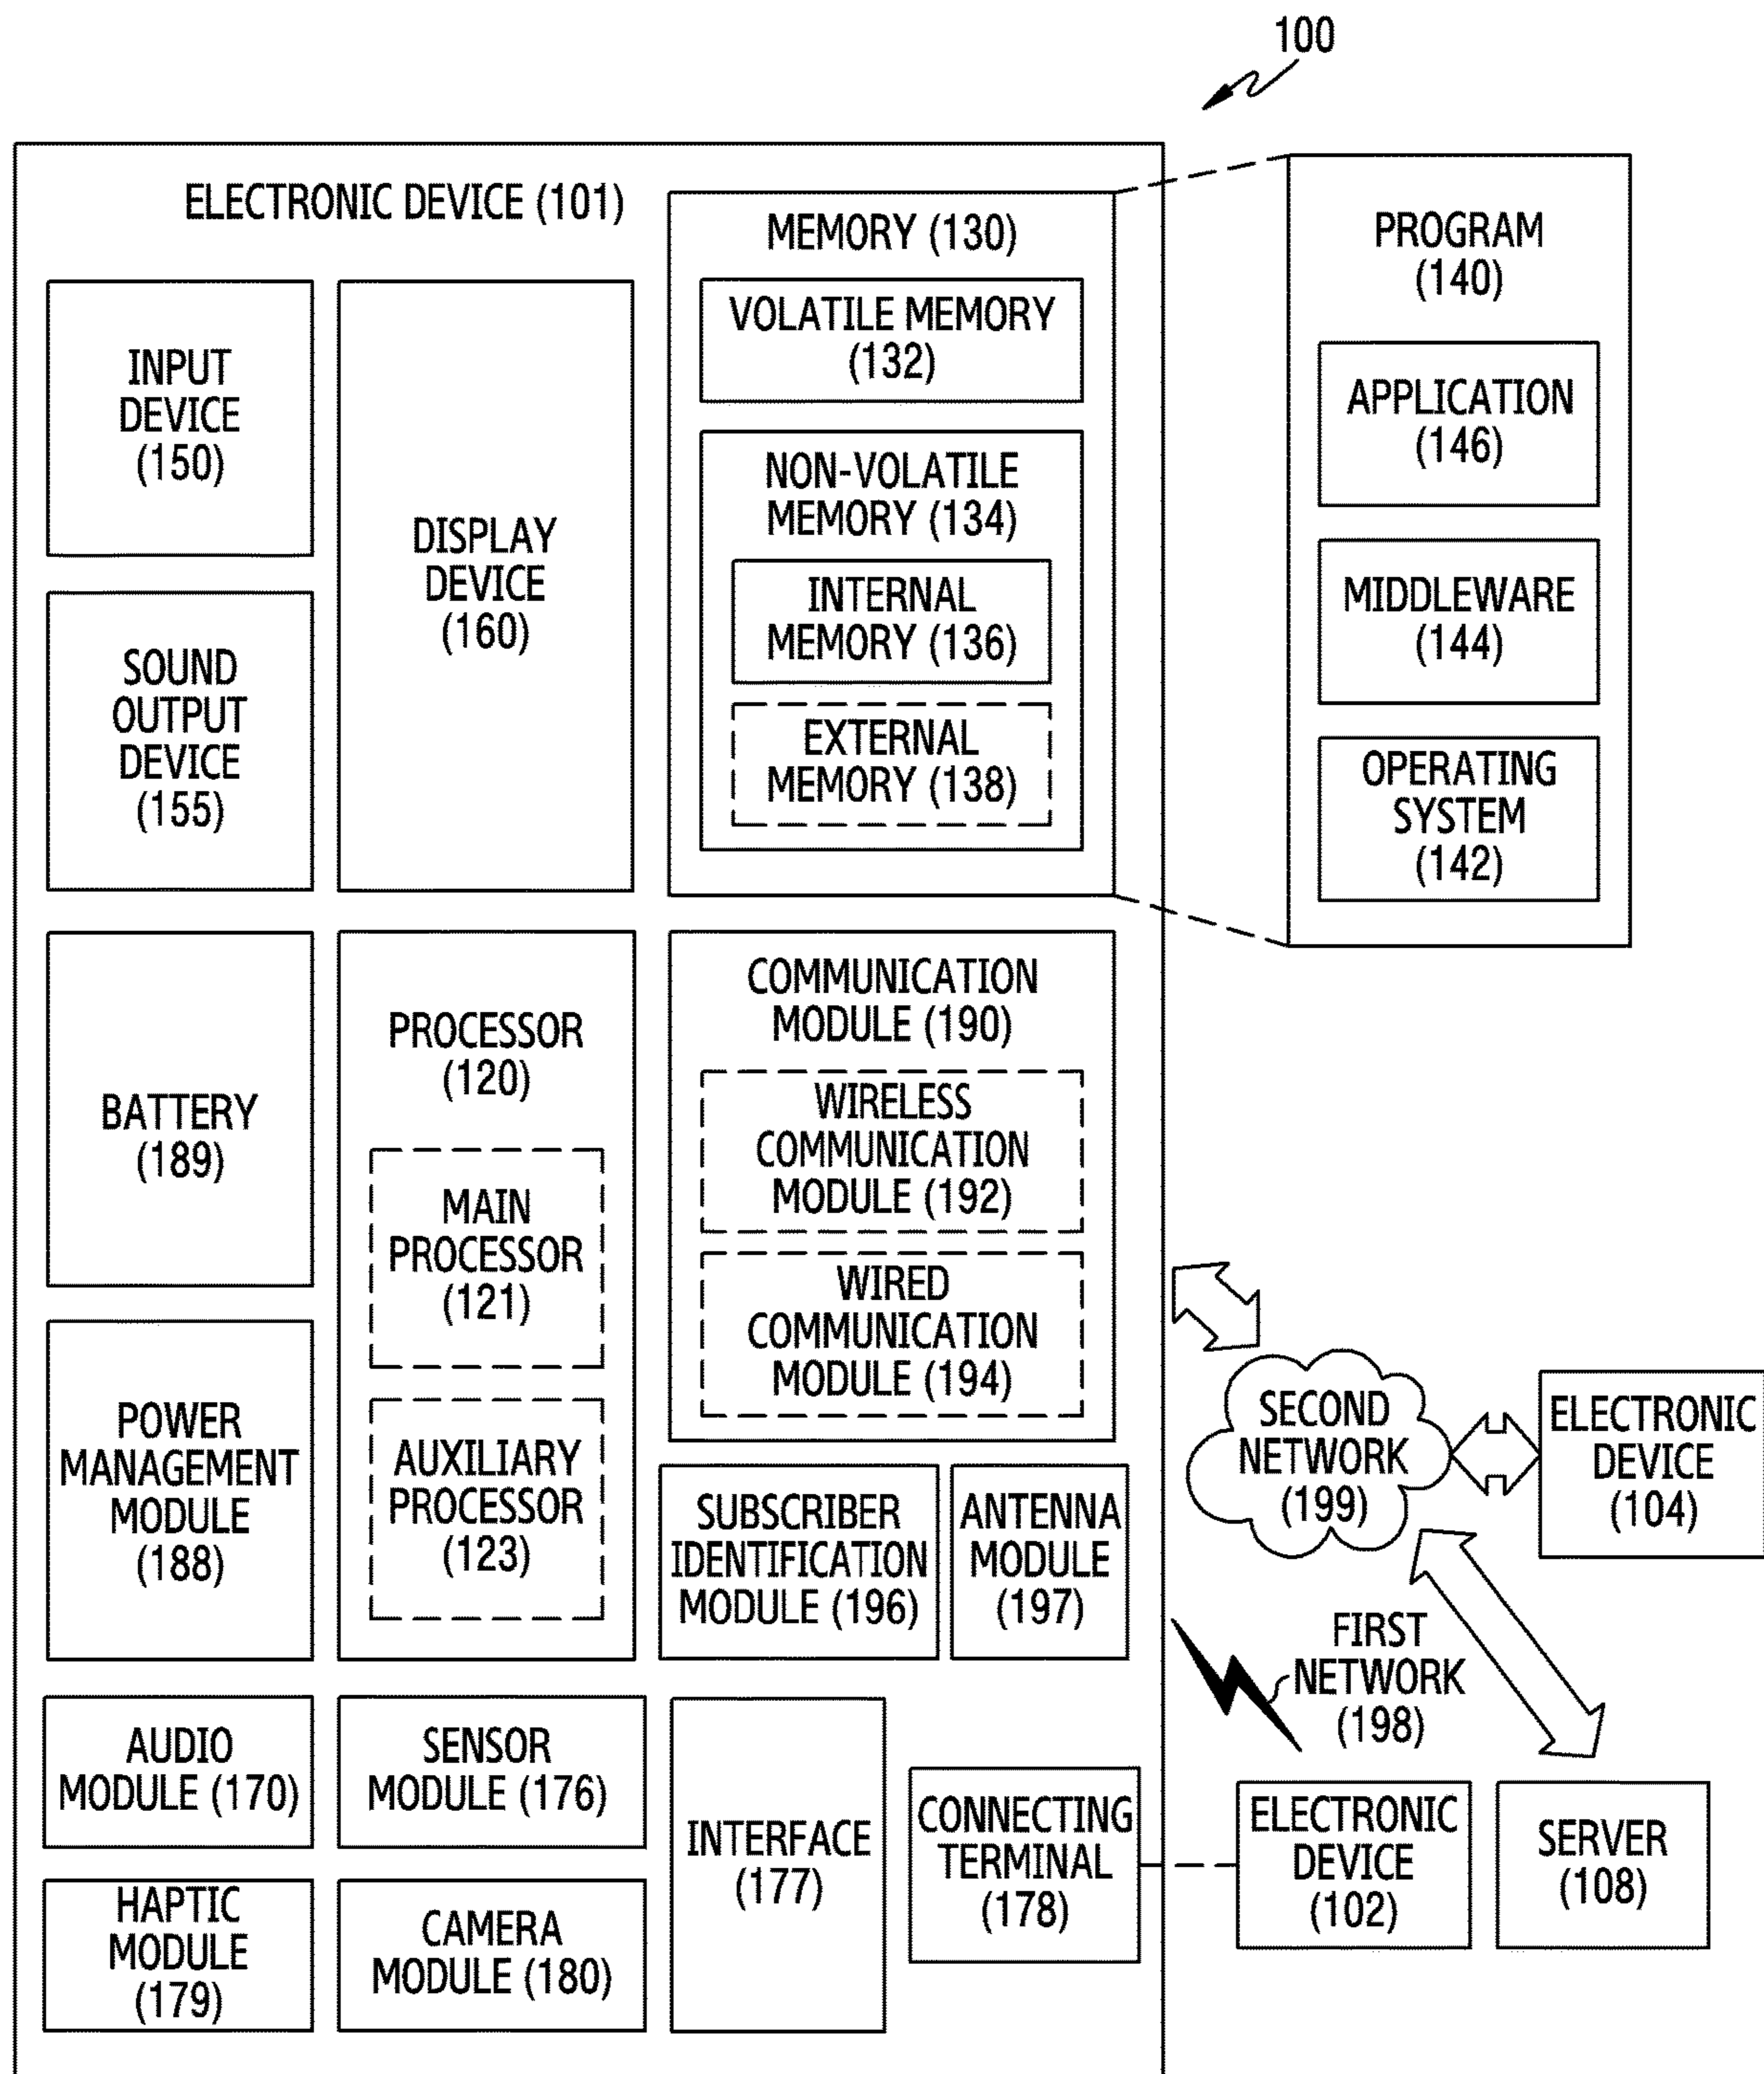 100
ELECTRONIC DEVICE (101)
INPUT
DEVICE
(150)
SOUND
OUTPUT
DEVICE
(155)
DISPLAY
DEVICE
(160)
MEMORY (130)
VOLATILE MEMORY
(132)
NON-VOLATILE
MEMORY (134)
INTERNAL
MEMORY (136)
EXTERNAL
MEMORY (138)
PROGRAM
(140)
APPLICATION
(146)
MIDDLEWARE
(144)
OPERATING
SYSTEM
(142)
BATTERY
(189)
POWER
MANAGEMENT
MODULE
(188)
PROCESSOR
(120)
MAIN
PROCESSOR
(121)
AUXILIARY
PROCESSOR
(123)
COMMUNICATION
MODULE (190)
WIRELESS
COMMUNICATION
MODULE (192)
WIRED
COMMUNICATION
MODULE (194)
SUBSCRIBER
IDENTIFICATION
MODULE (196)
ANTENNA
MODULE
(197)
SECOND
NETWORK
(199)
ELECTRONIC
DEVICE
(104)
FIRST
NETWORK
(198)
AUDIO
MODULE (170)
SENSOR
MODULE (176)
INTERFACE
(177)
CONNECTING
TERMINAL
(178)
ELECTRONIC
DEVICE
(102)
SERVER
(108)
HAPTIC
MODULE
(179)
CAMERA
MODULE (180)